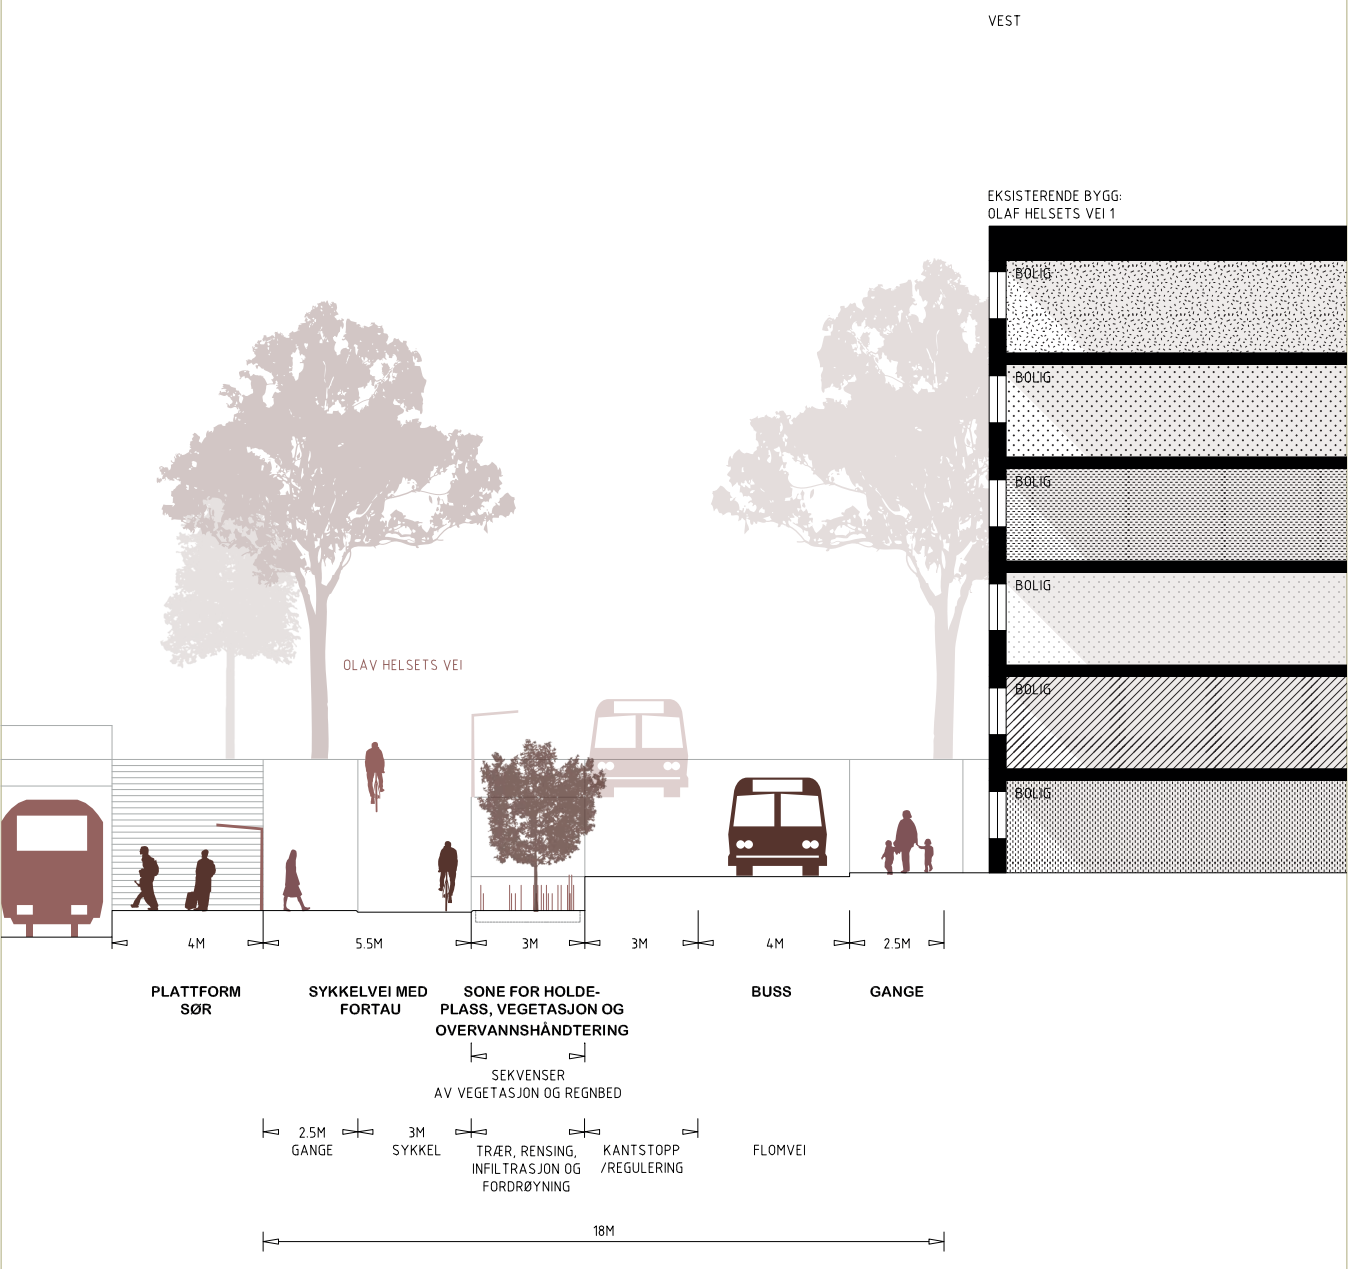 VEST
EKSISTERENDE BYGG:
OLAF HELSETS VEI 1
BOLIG
BOLIG
BOLIG
BOLIG
BOLIG
BOLIG
OLAV HELSETS VEI
4M
5.5M
3M
3M
4M
2.5M
PLATTFORM
SØR
SYKKELVEI MED
FORTAU
SONE FOR HOLDE-
PLASS, VEGETASJON OG
OVERVANNSHÅNDTERING
BUSS
GANGE
SEKVENSER
AV VEGETASJON OG REGNBED
2.5M
GANGE
3M
SYKKEL
TRÆR, RENSING,
INFILTRASJON OG
FORDRØYNING
KANTSTOPP
/REGULERING
FLOMVEI
18M